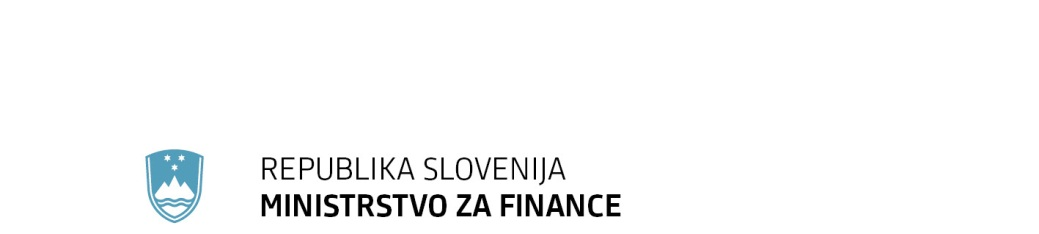 REPUBLIKA SLOVENIJA
MINISTRSTVO ZA FINANCE